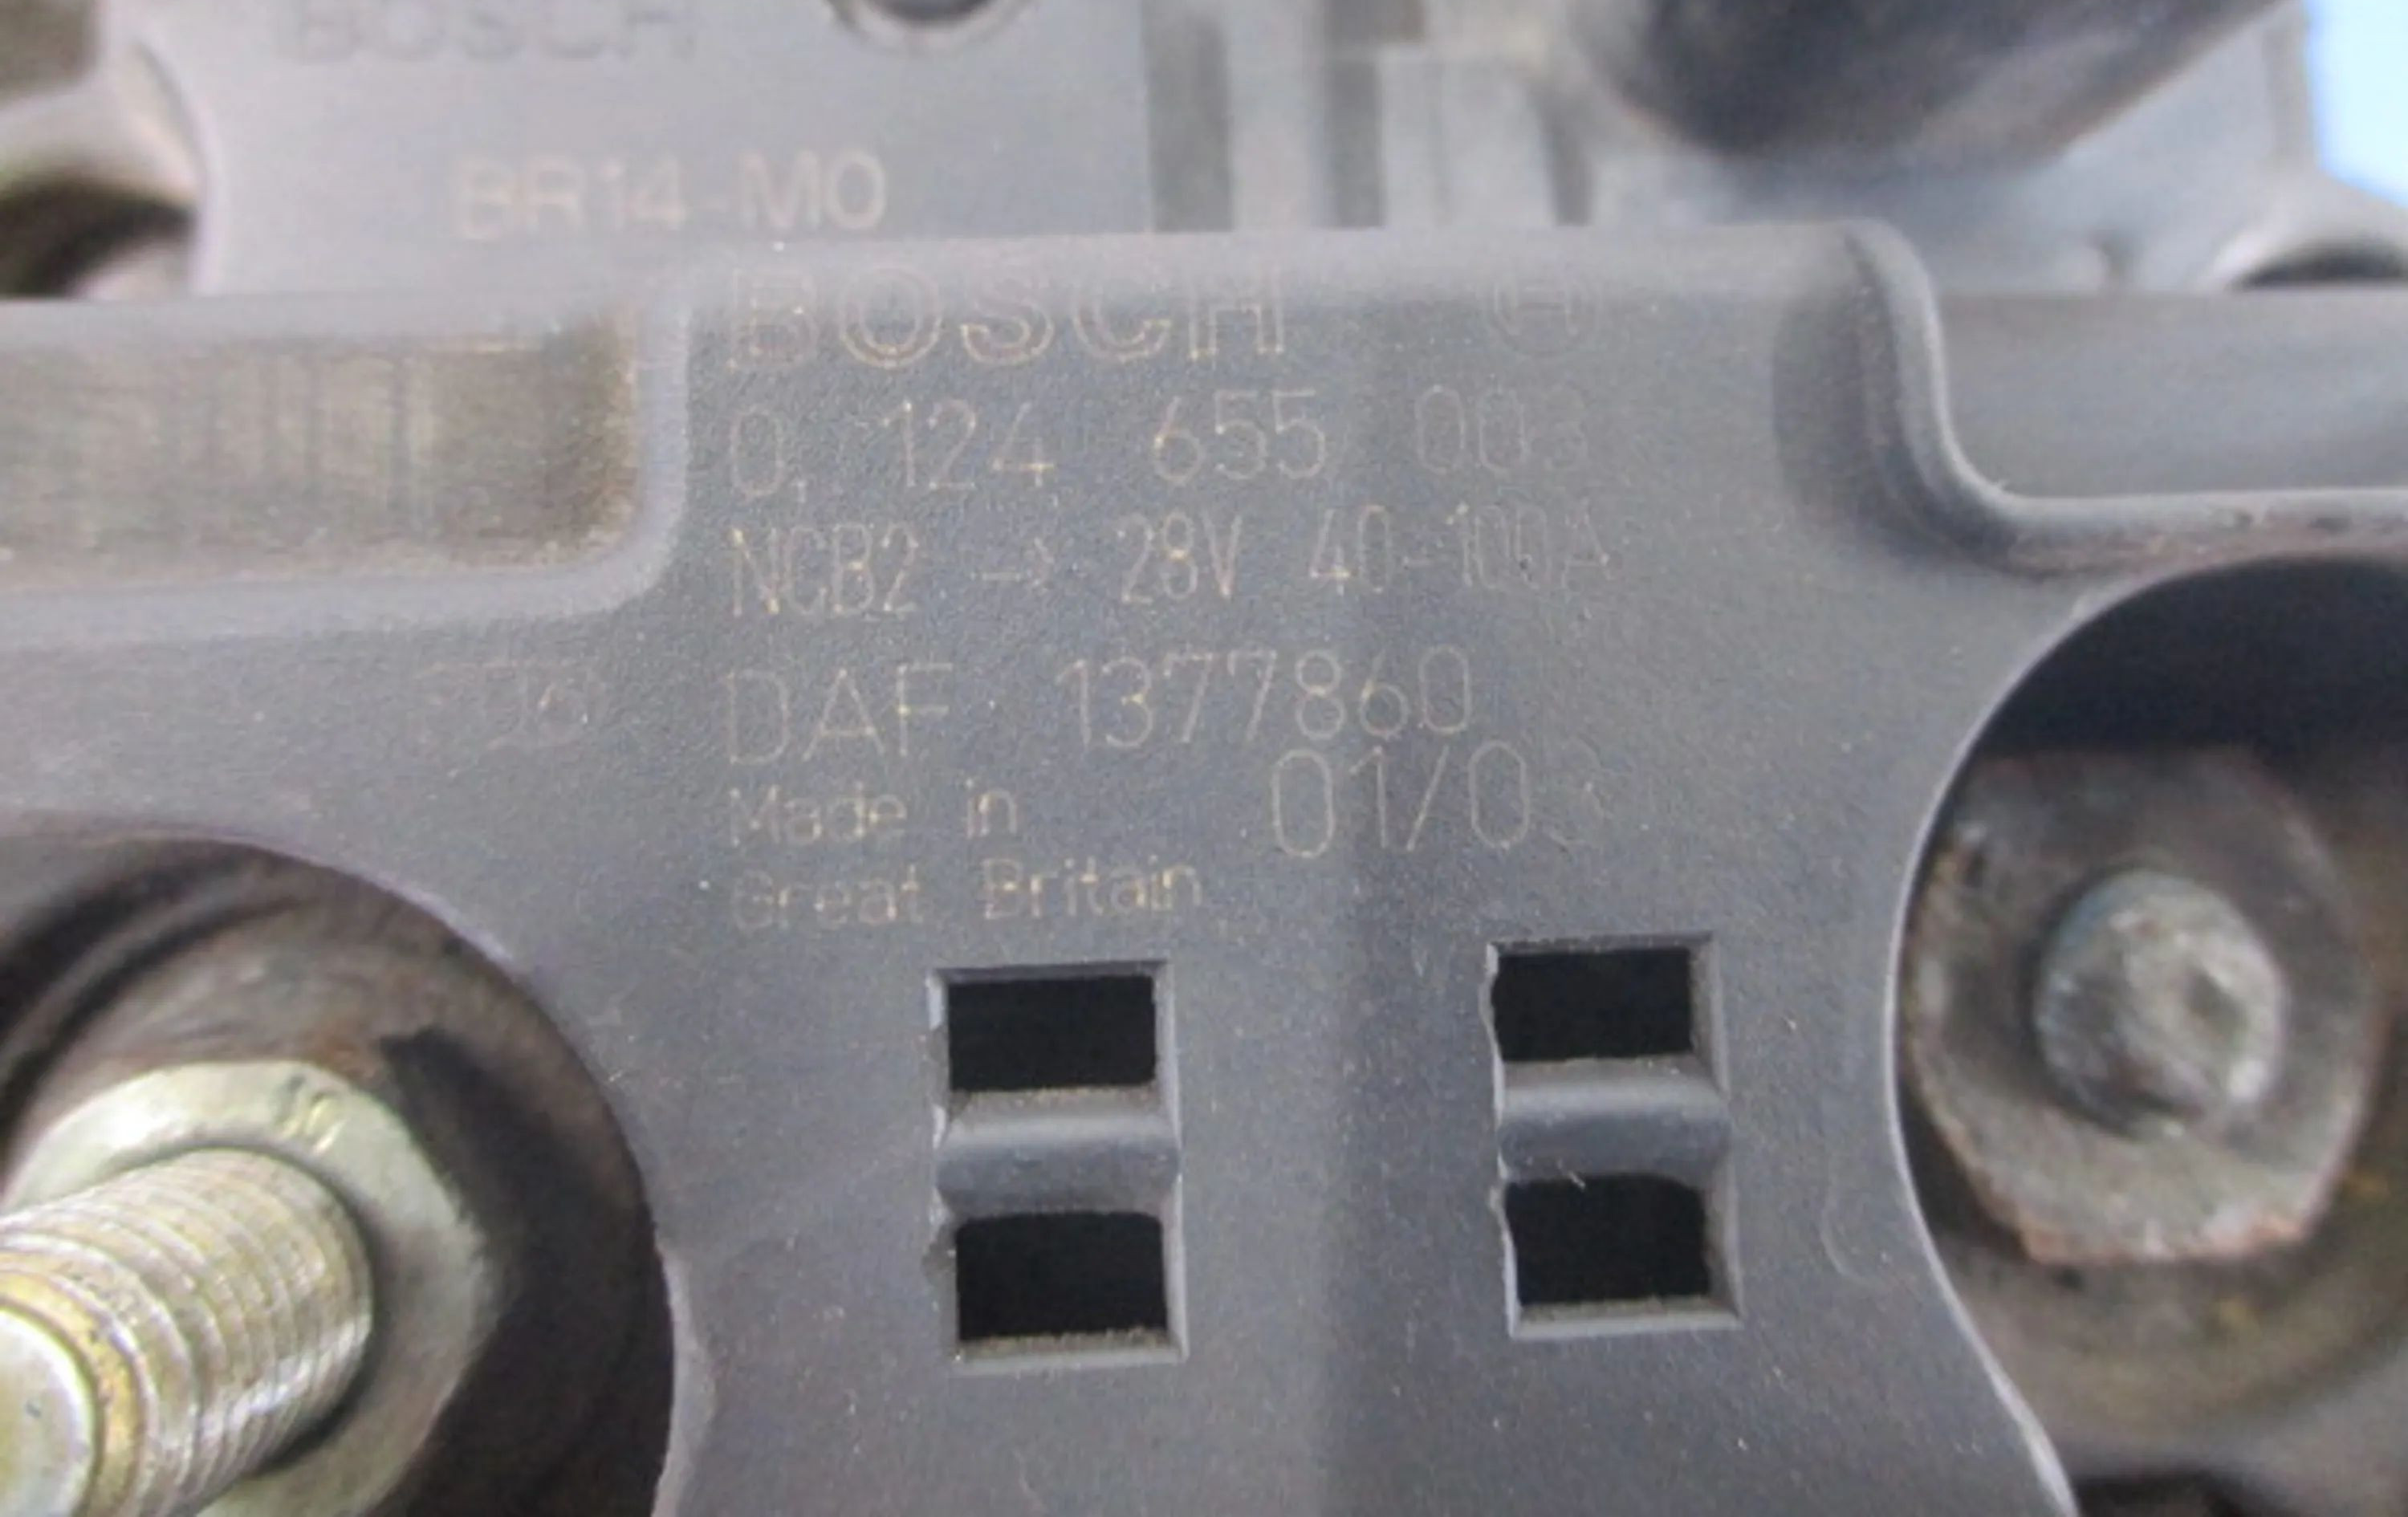 BOSCH
BR14-M0
BOSCH
0 124 655 003
NCB2 → 28V 40-100A
DAF 1377860
Made in 01/03
Great Britain